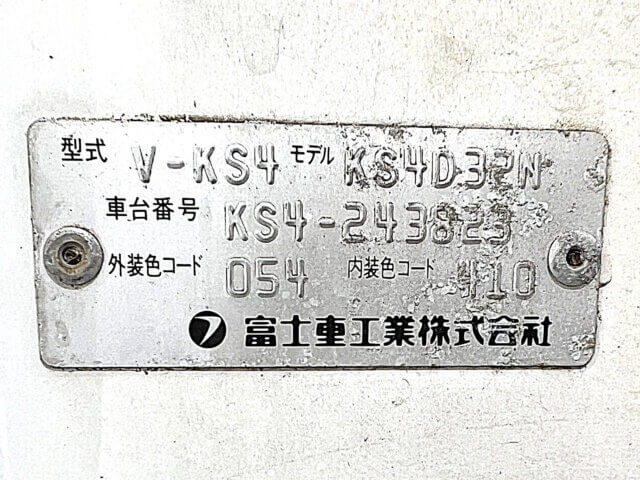 型式 V-KS4 モデル KS4D32N
車台番号 KS4-243823
外装色コード 054 内装色コード 410
富士重工業株式会社